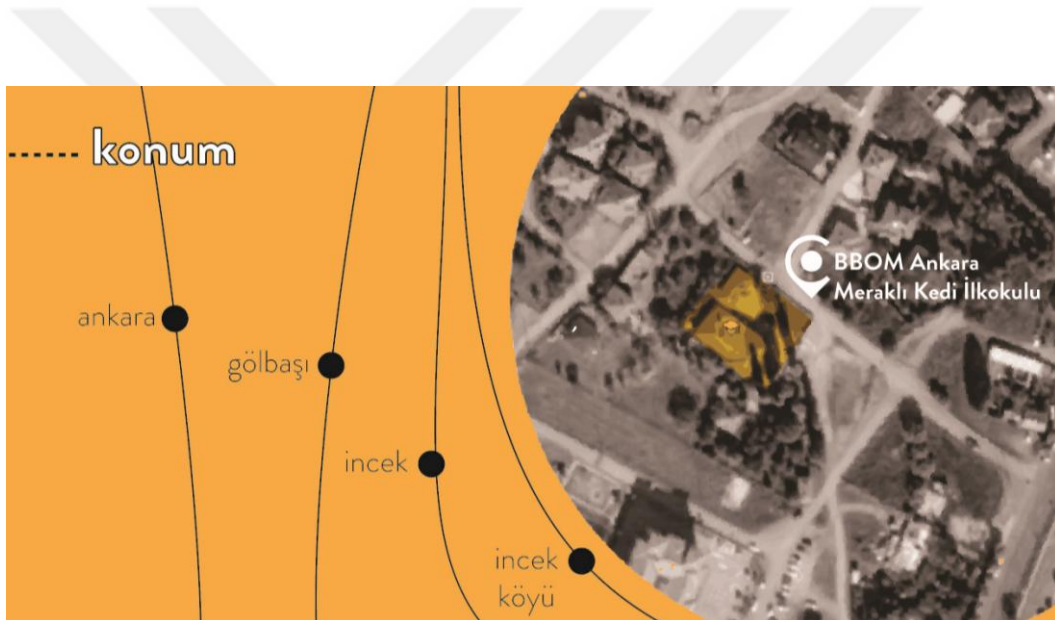 konum
ankara
gölbaşı
incek
incek
köyü
BBOM Ankara
Meraklı Kedi İlkokulu